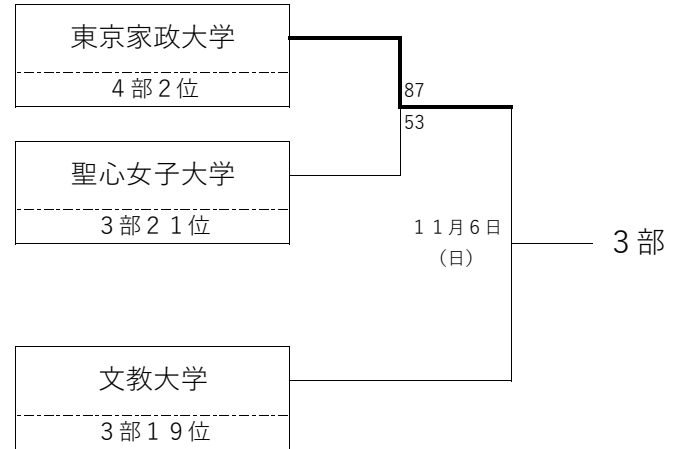 東京家政大学
４部２位
87
53
聖心女子大学
３部２１位
１１月６日
（日）
３部
文教大学
３部１９位